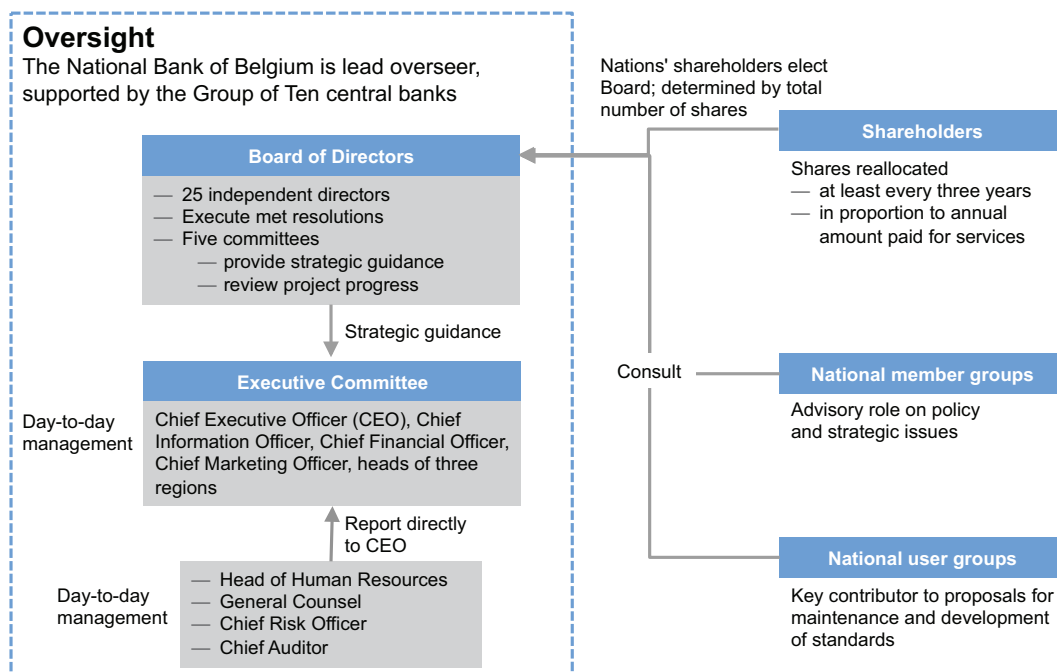 Oversight
The National Bank of Belgium is lead overseer,
supported by the Group of Ten central banks
Board of Directors
— 25 independent directors
— Execute met resolutions
— Five committees
— provide strategic guidance
— review project progress
Strategic guidance
Executive Committee
Day-to-day
management
Chief Executive Officer (CEO), Chief
Information Officer, Chief Financial Officer,
Chief Marketing Officer, heads of three
regions
Report directly
to CEO
Day-to-day
management
— Head of Human Resources
— General Counsel
— Chief Risk Officer
— Chief Auditor
Nations' shareholders elect
Board; determined by total
number of shares
Shareholders
Shares reallocated
— at least every three years
— in proportion to annual
amount paid for services
Consult
National member groups
Advisory role on policy
and strategic issues
National user groups
Key contributor to proposals for
maintenance and development
of standards